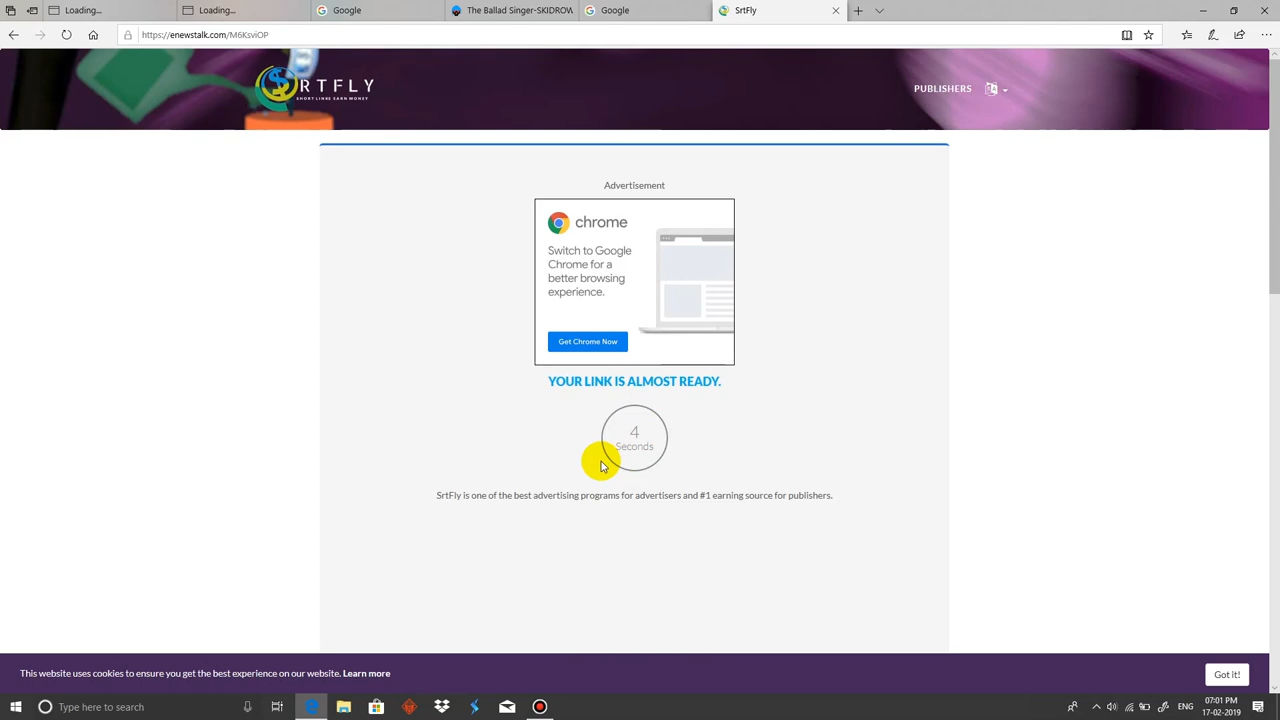 Loading...
Loading...
Google
The Ballad Singer-SKIDROW
Google
SrtFly
https://enewstalk.com/M6KsviOP
SRTFLY
SHORT LINKS EARN MONEY
PUBLISHERS
Advertisement
chrome
Switch to Google
Chrome for a
better browsing
experience.
Get Chrome Now
YOUR LINK IS ALMOST READY.
4
Seconds
SrtFly is one of the best advertising programs for advertisers and #1 earning source for publishers.
This website uses cookies to ensure you get the best experience on our website. Learn more
Got it!
Type here to search
ENG
07:01 PM
17-02-2019